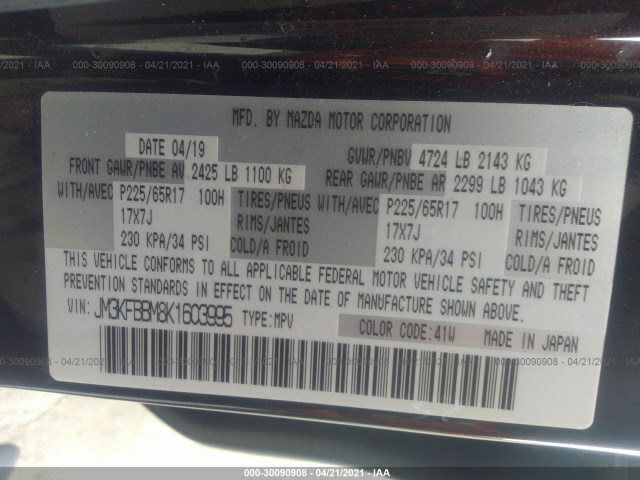 000-30090908 - 04/21/2021 - IAA
MFD. BY MAZDA MOTOR CORPORATION
DATE 04/19 GVWR/PNBV 4724 LB 2143 KG
FRONT GAWR/PNBE AV 2425 LB 1100 KG REAR GAWR/PNBE AR 2299 LB 1043 KG
WITH/AVEC P225/65R17 100H TIRES/PNEUS WITH/AVEC P225/65R17 100H TIRES/PNEUS
17X7J RIMS/JANTES 17X7J RIMS/JANTES
230 KPA/34 PSI COLD/A FROID 230 KPA/34 PSI COLD/A FROID
THIS VEHICLE CONFORMS TO ALL APPLICABLE FEDERAL MOTOR VEHICLE SAFETY AND THEFT
PREVENTION STANDARDS IN EFFECT ON THE DATE OF MANUFACTURE SHOWN ABOVE.
VIN: JM3KFBBM8K1603995 TYPE: MPV COLOR CODE: 41W MADE IN JAPAN
000-30090908 - 04/21/2021 - IAA